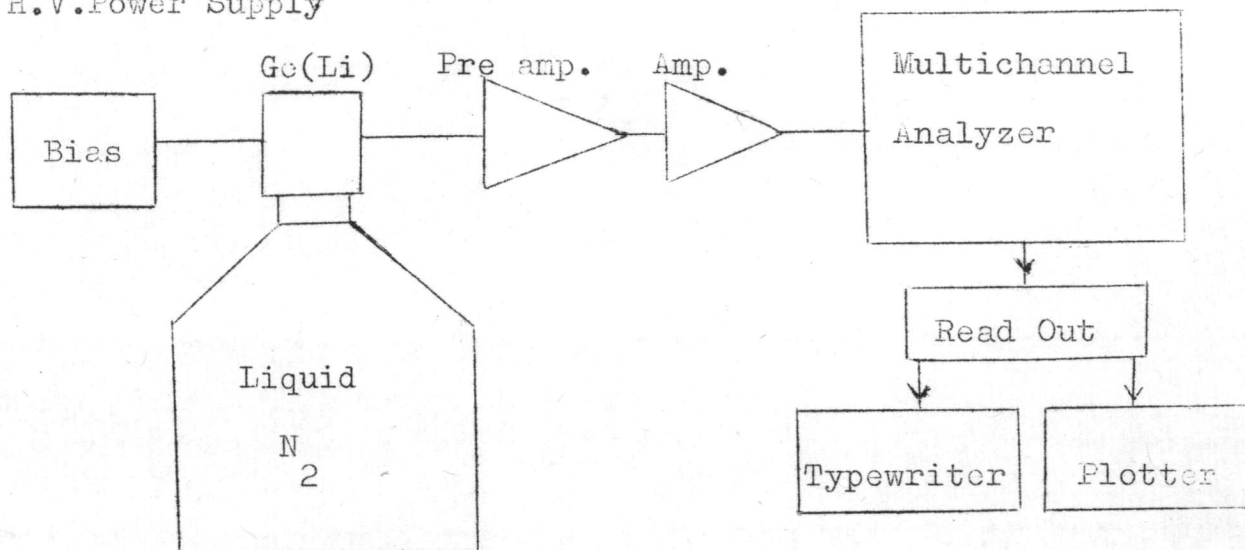 H.V.Power Supply
Ge(Li)
Pre amp.
Amp.
Multichannel
Analyzer
Bias
Read Out
Liquid
N
2
Typewriter
Plotter